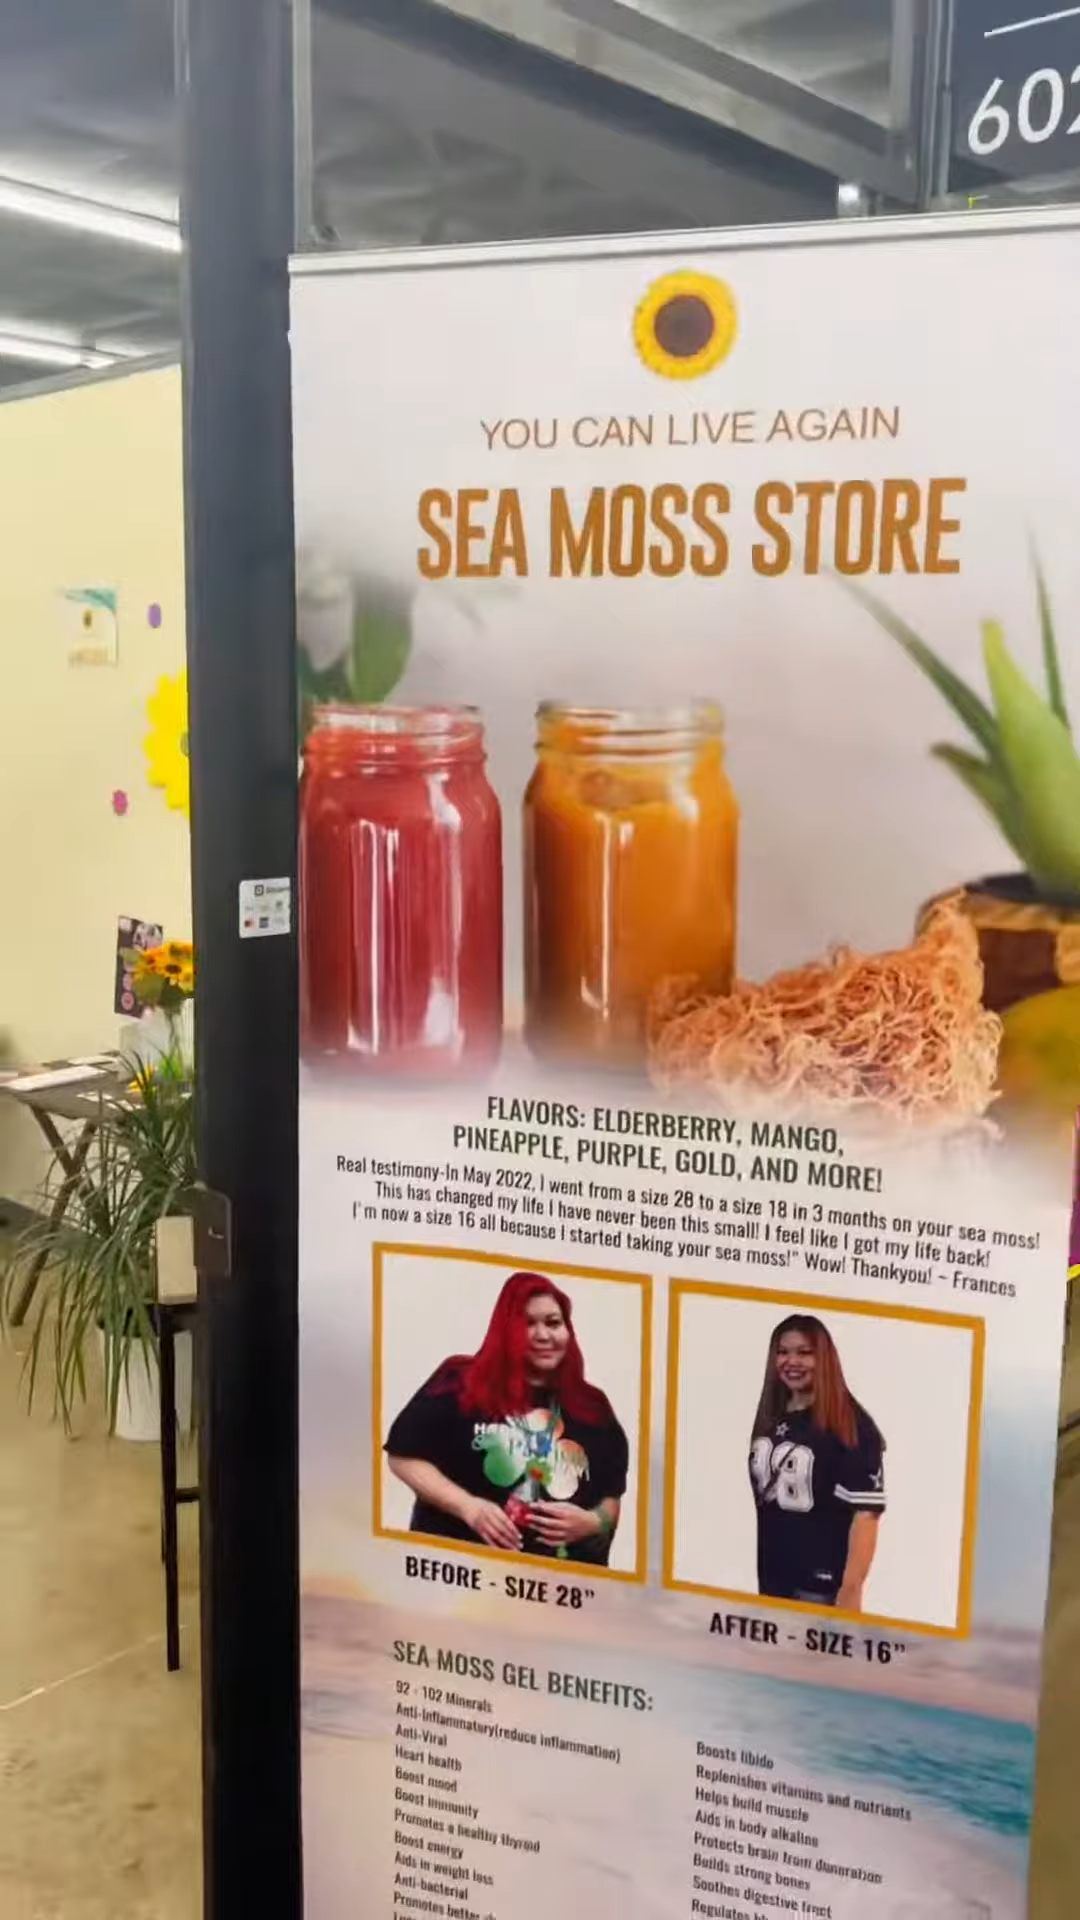 602
YOU CAN LIVE AGAIN
SEA MOSS STORE
FLAVORS: ELDERBERRY, MANGO,
PINEAPPLE, PURPLE, GOLD, AND MORE!
Real testimony-In May 2022, I went from a size 28 to a size 18 in 3 months on your sea moss!
This has changed my life I have never been this small! I feel like I got my life back!
I'm now a size 16 all because I started taking your sea moss!" Wow! Thankyou! ~ Frances
BEFORE - SIZE 28"
AFTER - SIZE 16"
SEA MOSS GEL BENEFITS:
92 - 102 Minerals
Anti-Inflammatory(reduce inflammation)
Anti-Viral
Heart health
Boost mood
Boost immunity
Promotes a healthy thyroid
Boost energy
Aids in weight loss
Anti-bacterial
Promotes better
Boosts libido
Replenishes vitamins and nutrients
Helps build muscle
Aids in body alkaline
Protects brain from
Builds strong bones
Soothes digestive tract
Regulates